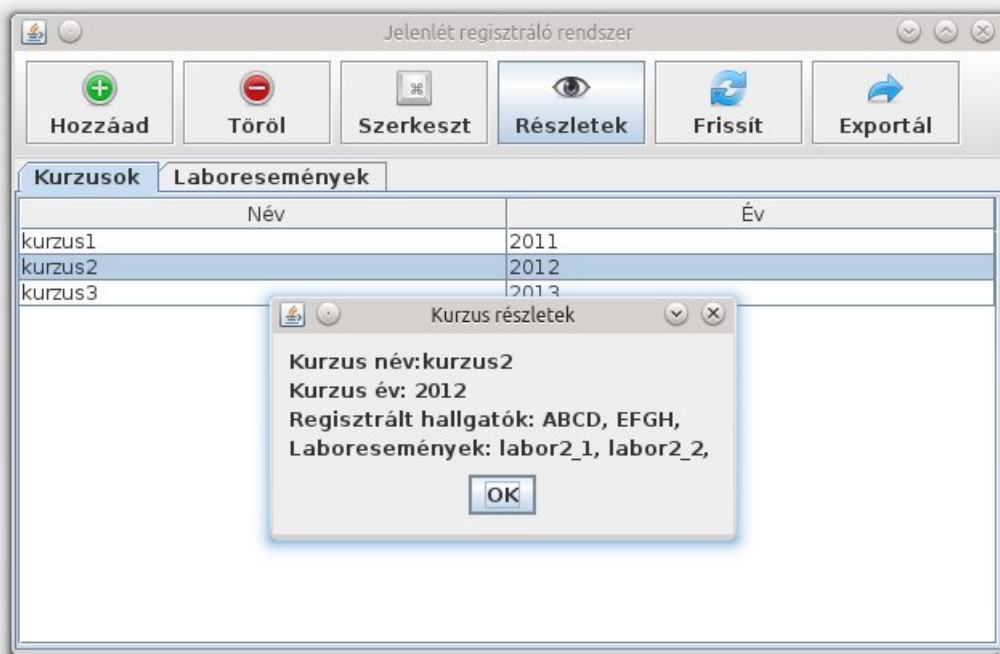 Jelenlét regisztráló rendszer
Hozzáad Töröl Szerkeszt Részletek Frissít Exportál
Kurzusok Laboresemények
Név Év
kurzus1 2011
kurzus2 2012
kurzus3 2013
Kurzus részletek
Kurzus név:kurzus2
Kurzus év: 2012
Regisztrált hallgatók: ABCD, EFGH,
Laboresemények: labor2_1, labor2_2,
OK